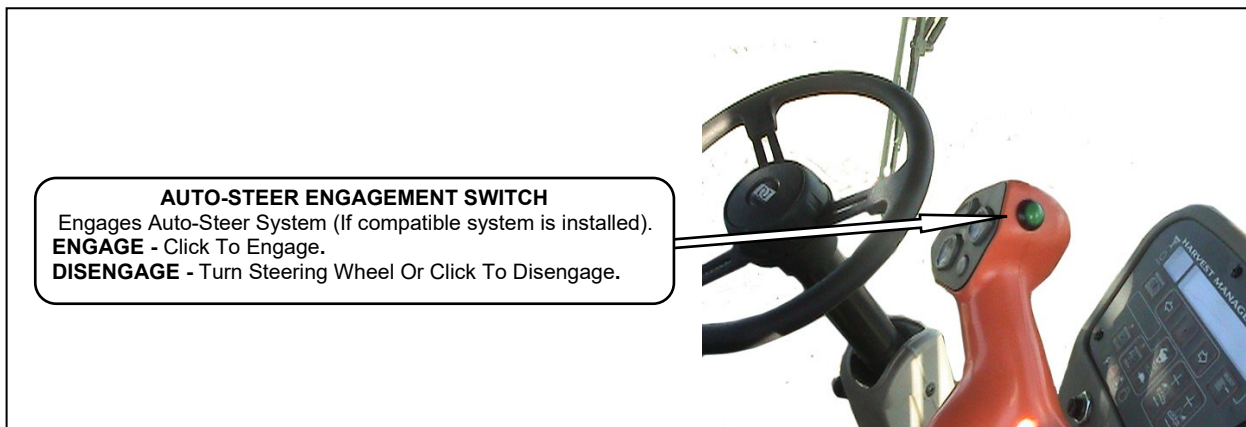 AUTO-STEER ENGAGEMENT SWITCH
Engages Auto-Steer System (If compatible system is installed).
ENGAGE - Click To Engage.
DISENGAGE - Turn Steering Wheel Or Click To Disengage.
HARVEST MANAG